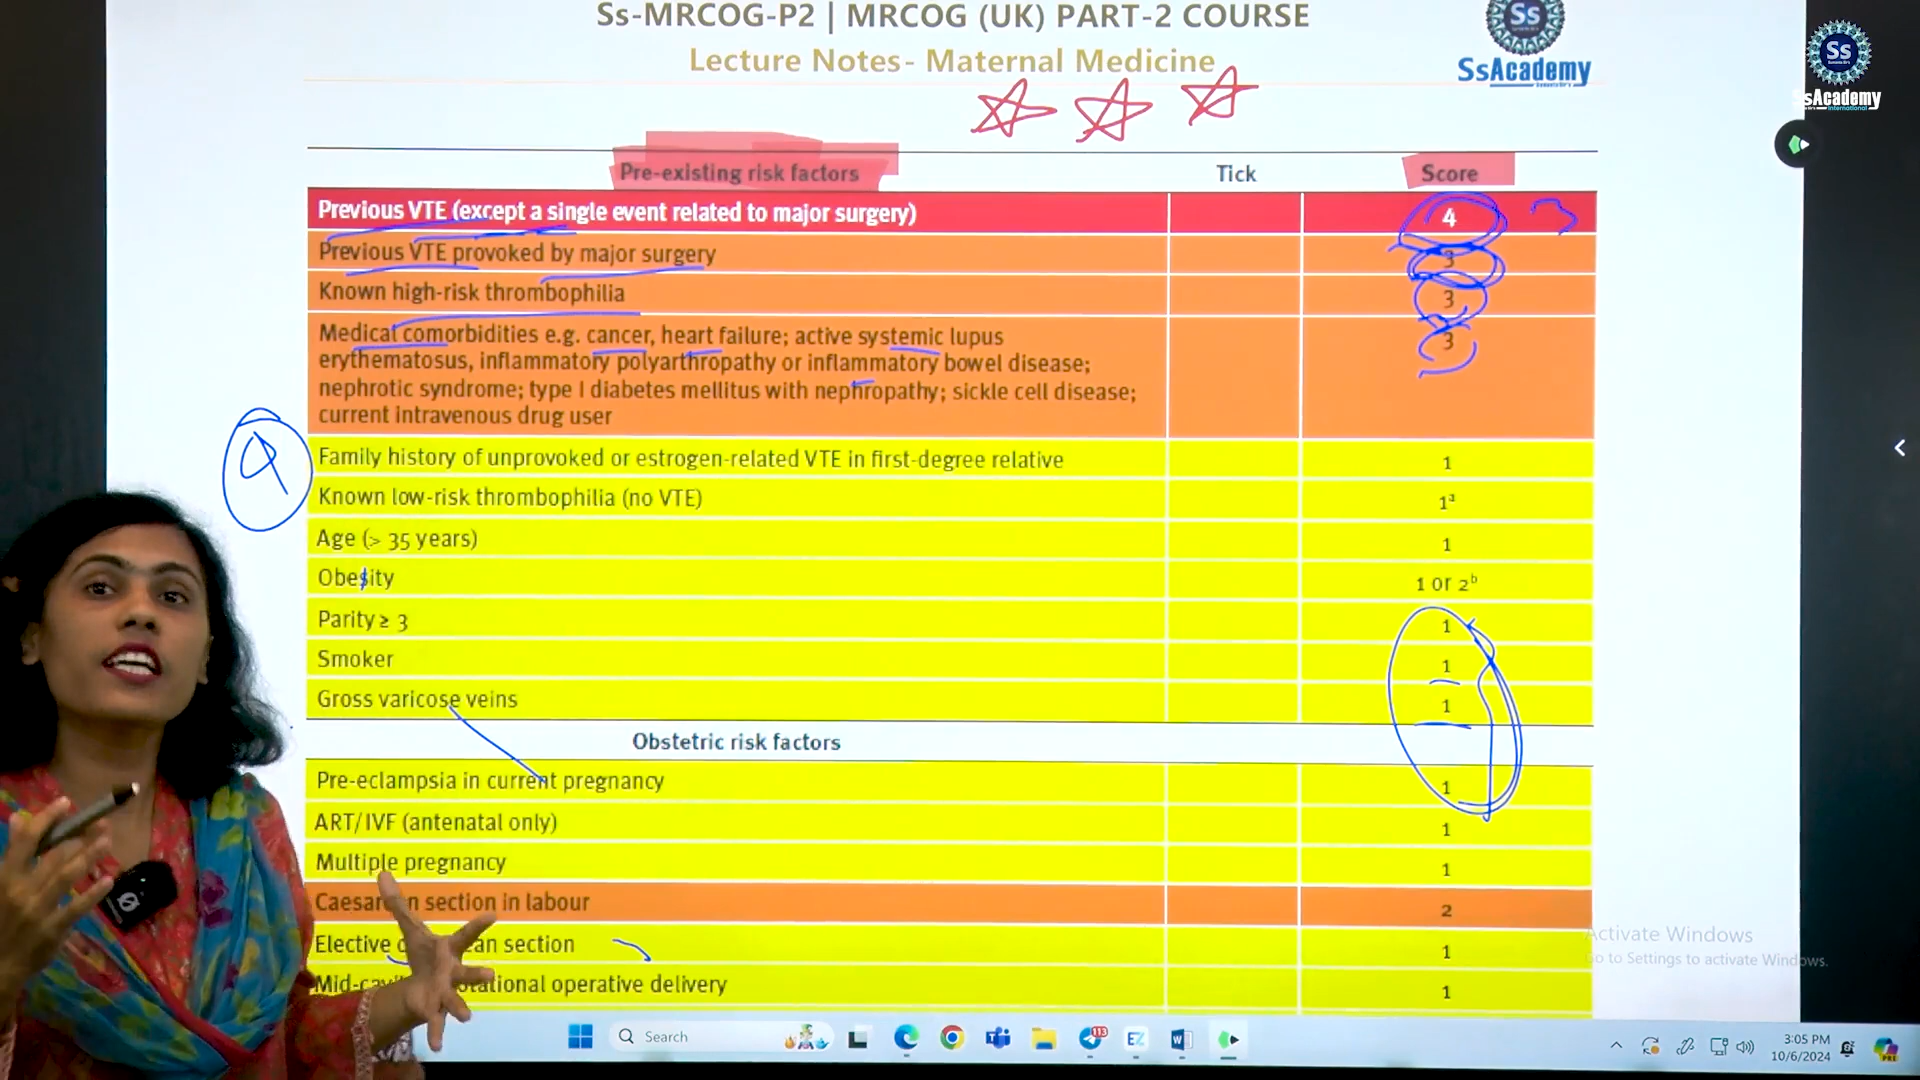 Ss-MRCOG-P2 | MRCOG (UK) PART-2 COURSE
Lecture Notes- Maternal Medicine
Ss
SsAcademy
Ss
sAcademy
International
Pre-existing risk factors Tick Score
Previous VTE (except a single event related to major surgery) 4
Previous VTE provoked by major surgery 3
Known high-risk thrombophilia 3
Medical comorbidities e.g. cancer, heart failure; active systemic lupus 3
erythematosus, inflammatory polyarthropathy or inflammatory bowel disease;
nephrotic syndrome; type I diabetes mellitus with nephropathy; sickle cell disease;
current intravenous drug user
Family history of unprovoked or estrogen-related VTE in first-degree relative 1
Known low-risk thrombophilia (no VTE) 1ª
Age (> 35 years) 1
Obesity 1 or 2ᵇ
Parity ≥ 3 1
Smoker 1
Gross varicose veins 1
Obstetric risk factors
Pre-eclampsia in current pregnancy 1
ART/IVF (antenatal only) 1
Multiple pregnancy 1
section in labour 2
Elective section 1
operative delivery 1
Activate Windows
Go to Settings to activate Windows.
Search
113
3:05 PM
10/6/2024